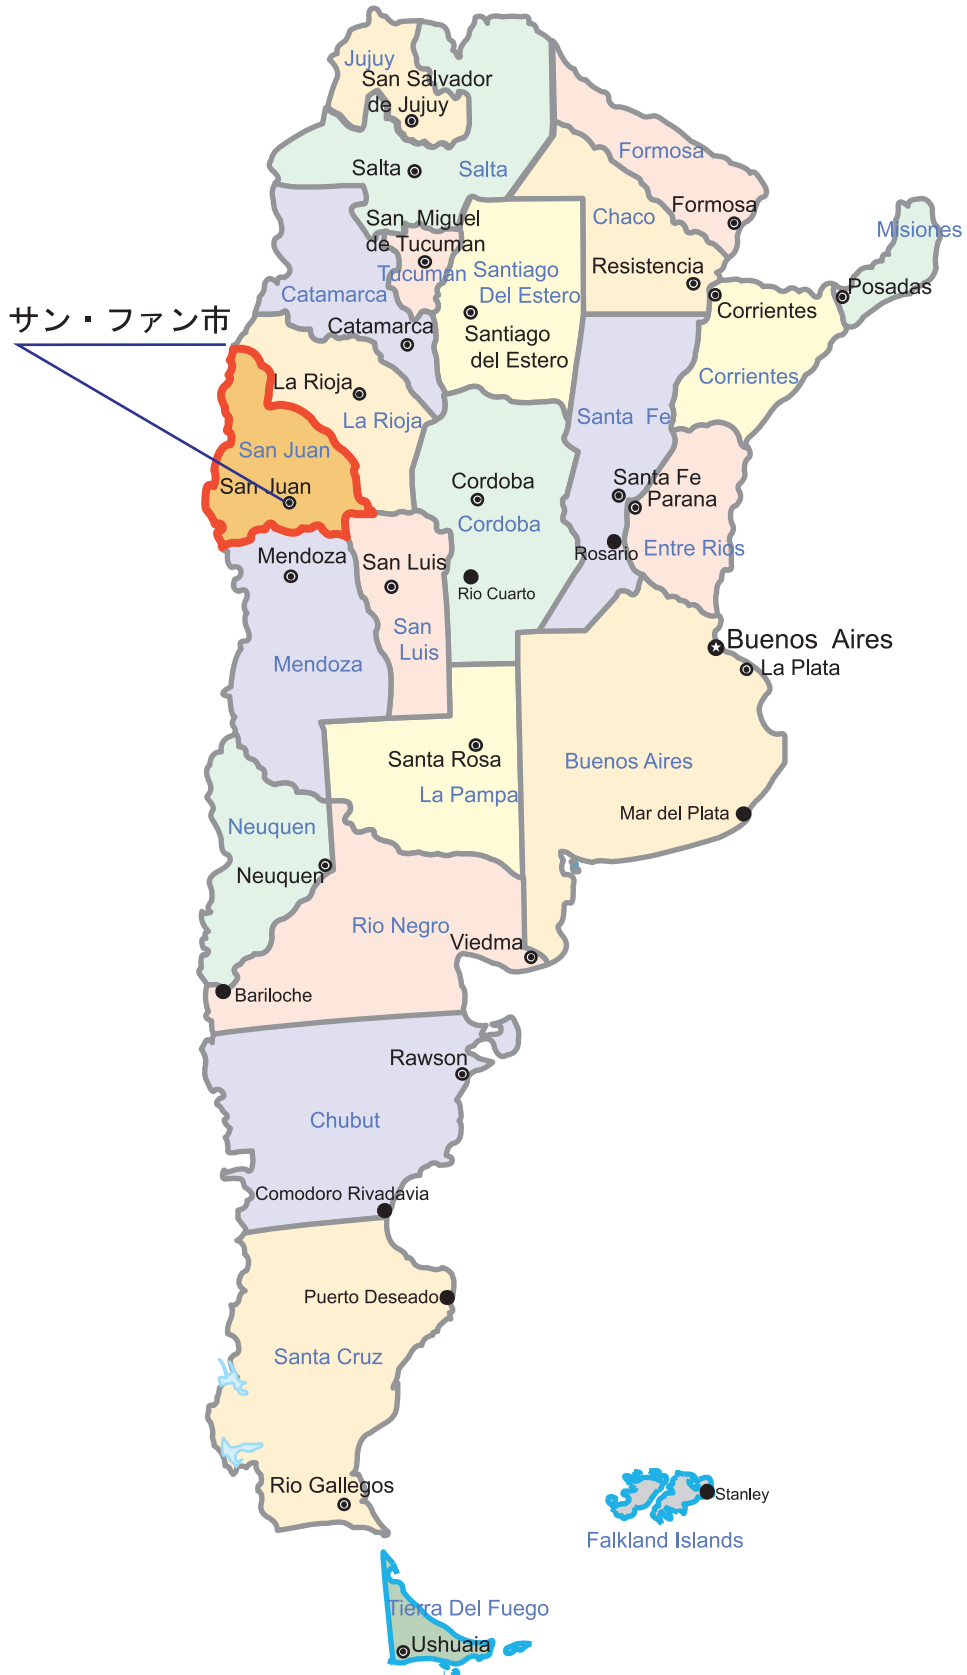 Jujuy
San Salvador
de Jujuy
Salta
Salta
Formosa
Formosa
Chaco
Misiones
San Miguel
de Tucuman
Tucuman
Santiago
Del Estero
Resistencia
Posadas
Catamarca
Corrientes
サン・ファン市
Catamarca
Santiago
del Estero
Corrientes
La Rioja
La Rioja
Santa Fe
San Juan
San Juan
Cordoba
Cordoba
Santa Fe
Parana
Rosario
Entre Rios
Mendoza
San Luis
Rio Cuarto
San
Luis
Mendoza
Buenos Aires
La Plata
Santa Rosa
La Pampa
Buenos Aires
Mar del Plata
Neuquen
Neuquen
Rio Negro
Viedma
Bariloche
Rawson
Chubut
Comodoro Rivadavia
Puerto Deseado
Santa Cruz
Rio Gallegos
Stanley
Falkland Islands
Tierra Del Fuego
Ushuaia